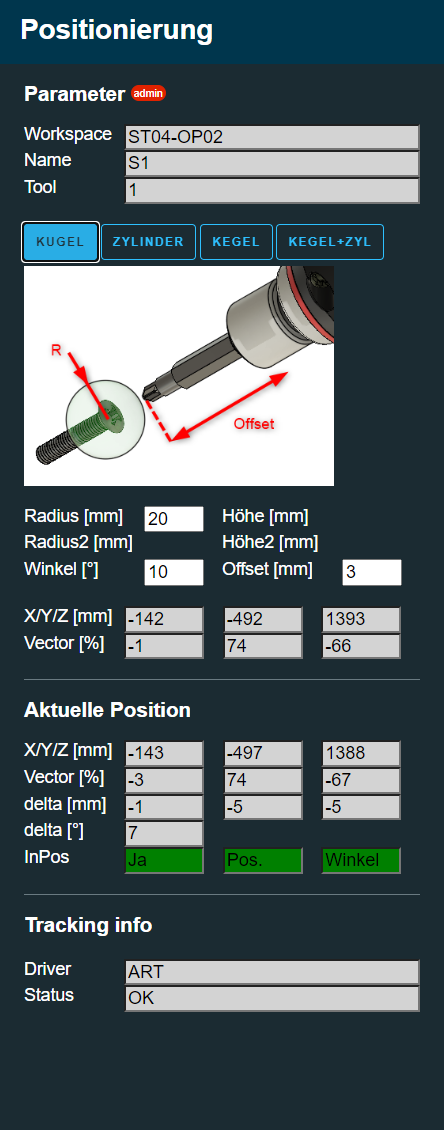 Positionierung
Parameter admin
Workspace ST04-OP02
Name S1
Tool 1
KUGEL ZYLINDER KEGEL KEGEL+ZYL
R
Offset
Radius [mm] 20 Höhe [mm]
Radius2 [mm] Höhe2 [mm]
Winkel [°] 10 Offset [mm] 3
X/Y/Z [mm] -142 -492 1393
Vector [%] -1 74 -66
Aktuelle Position
X/Y/Z [mm] -143 -497 1388
Vector [%] -3 74 -67
delta [mm] -1 -5 -5
delta [°] 7
InPos Ja Pos. Winkel
Tracking info
Driver ART
Status OK